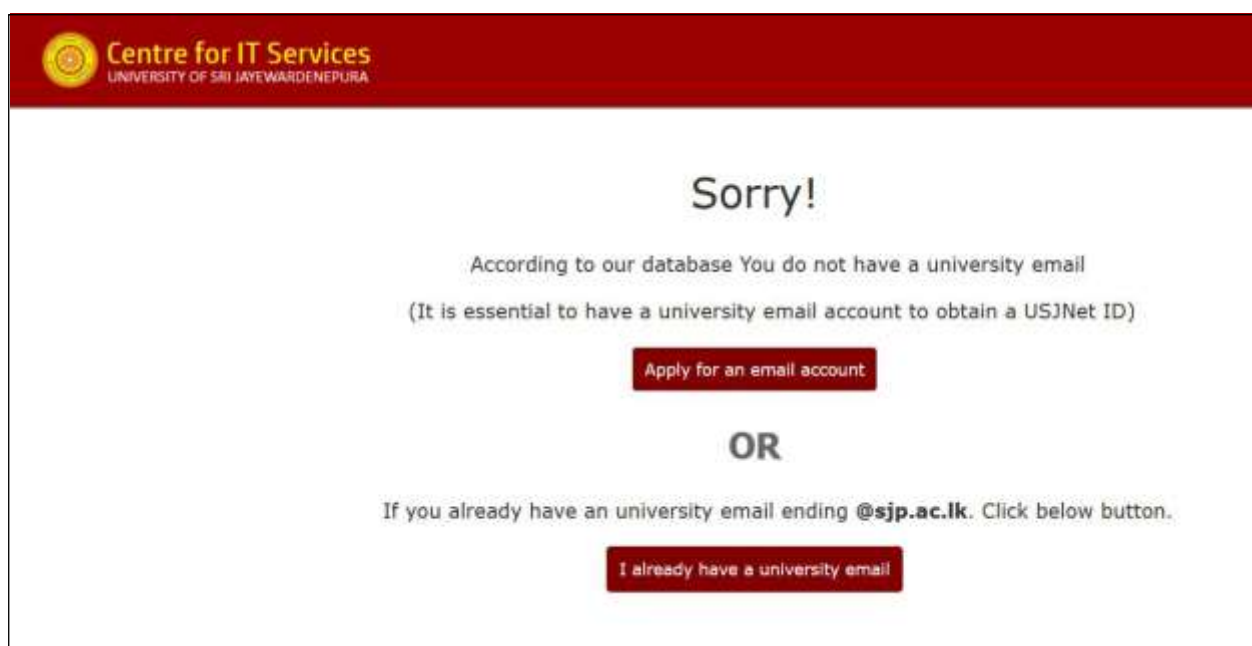 Centre for IT Services
UNIVERSITY OF SRI JAYEWARDENEPURA
Sorry!
According to our database You do not have a university email
(It is essential to have a university email account to obtain a USJNet ID)
Apply for an email account
OR
If you already have an university email ending @sjp.ac.lk. Click below button.
I already have a university email